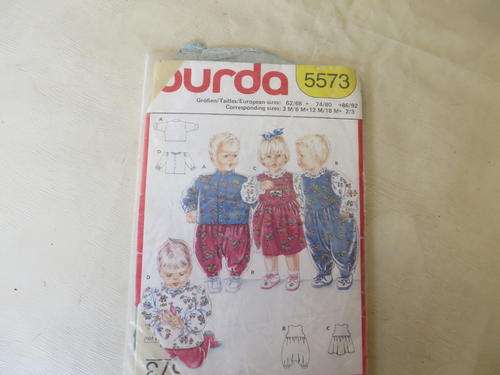 burda
5573
Größen/Tailles/European sizes: 62/68 + 74/80 +86/92
Corresponding sizes: 3 M/6 M+12 M/18 M+ 2/3
A
D
A
B
D
B
B
C